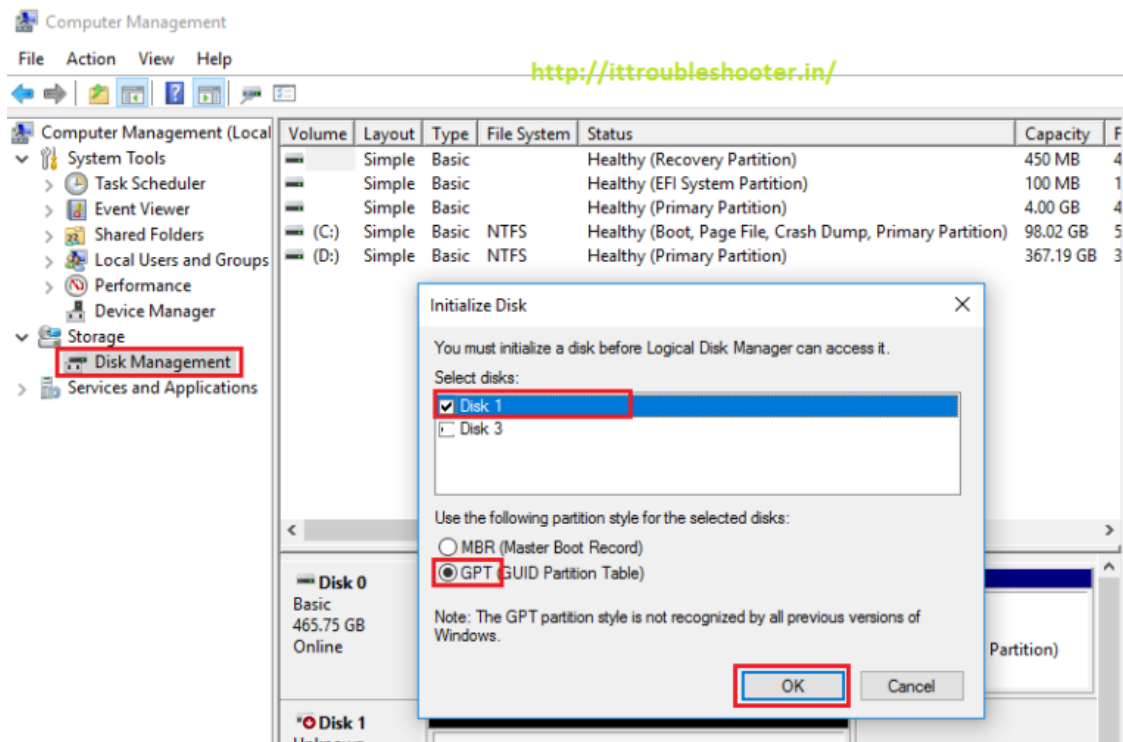 Computer Management
File Action View Help
http://ittroubleshooter.in/
Computer Management (Local
System Tools
Task Scheduler
Event Viewer
Shared Folders
Local Users and Groups
Performance
Device Manager
Storage
Disk Management
Services and Applications
Volume Layout Type File System Status Capacity F
Simple Basic Healthy (Recovery Partition) 450 MB 4
Simple Basic Healthy (EFI System Partition) 100 MB 1
Simple Basic Healthy (Primary Partition) 4.00 GB 4
(C:) Simple Basic NTFS Healthy (Boot, Page File, Crash Dump, Primary Partition) 98.02 GB 5
(D:) Simple Basic NTFS Healthy (Primary Partition) 367.19 GB 3
Initialize Disk
You must initialize a disk before Logical Disk Manager can access it.
Select disks:
Disk 1
Disk 3
Use the following partition style for the selected disks:
MBR (Master Boot Record)
GPT (GUID Partition Table)
Note: The GPT partition style is not recognized by all previous versions of
Windows.
OK Cancel
Disk 0
Basic
465.75 GB
Online
Partition)
Disk 1